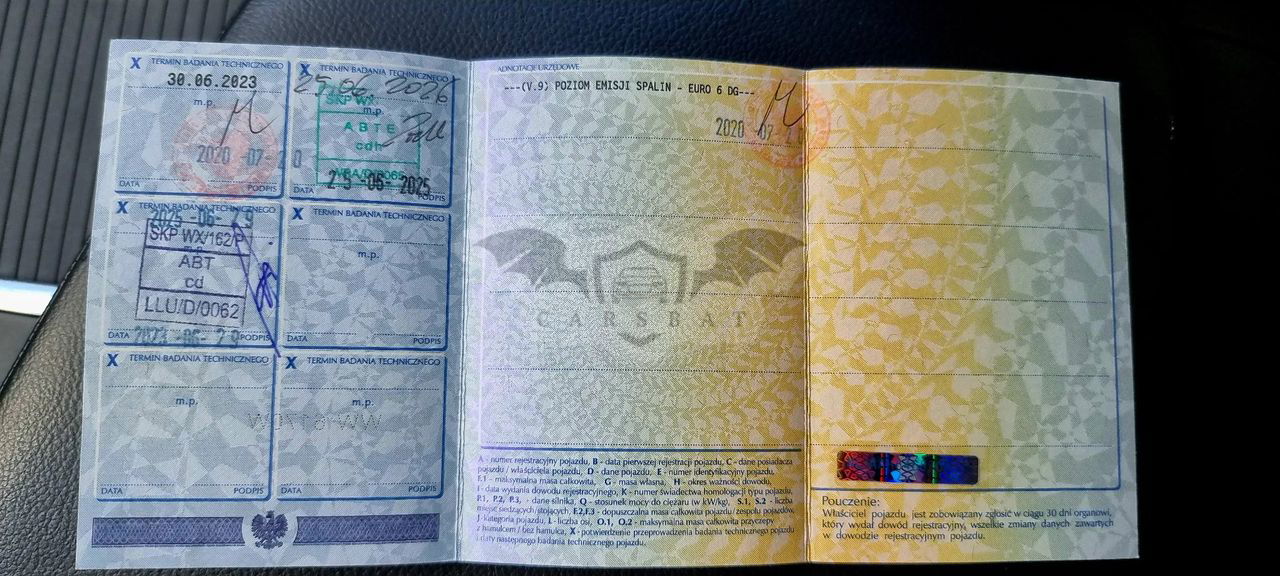 X TERMIN BADANIA TECHNICZNEGO
30.06.2023
m.p.
2020 -07- 20
DATA PODPIS
X TERMIN BADANIA TECHNICZNEGO
25.06.2026
SKP WX
m.p.
ABTE
cdh
25 -06- 2025
DATA PODPIS
X TERMIN BADANIA TECHNICZNEGO
2025 -06- 29
SKP WX/162/P
m.p.
ABT
cd
LLU/D/0062
DATA 2023 -06- 29 PODPIS
X TERMIN BADANIA TECHNICZNEGO
m.p.
DATA PODPIS
X TERMIN BADANIA TECHNICZNEGO
m.p.
DATA PODPIS
X TERMIN BADANIA TECHNICZNEGO
m.p.
DATA PODPIS
ADNOTACJE URZĘDOWE
---(V.9) POZIOM EMISJI SPALIN - EURO 6 DG---
2020 -07- 20
CARSBAT
A - numer rejestracyjny pojazdu, B - data pierwszej rejestracji pojazdu, C - dane posiadacza
pojazdu / właściciela pojazdu, D - dane pojazdu, E - numer identyfikacyjny pojazdu,
F.1 - maksymalna masa całkowita, G - masa własna, H - okres ważności dowodu,
I - data wydania dowodu rejestracyjnego, K - numer świadectwa homologacji typu pojazdu,
P.1, P.2, P.3, - dane silnika, Q - stosunek mocy do ciężaru (w kW/kg), S.1, S.2 - liczba
miejsc siedzących/stojących, F.2, F.3 - dopuszczalna masa całkowita pojazdu/zespołu pojazdów,
J - kategoria pojazdu, L - liczba osi, O.1, O.2 - maksymalna masa całkowita przyczepy
z hamulcem / bez hamulca, X - potwierdzenie przeprowadzenia badania technicznego pojazdu
i daty następnego badania technicznego pojazdu.
Pouczenie:
Właściciel pojazdu jest zobowiązany zgłosić w ciągu 30 dni organowi,
który wydał dowód rejestracyjny, wszelkie zmiany danych zawartych
w dowodzie rejestracyjnym pojazdu.